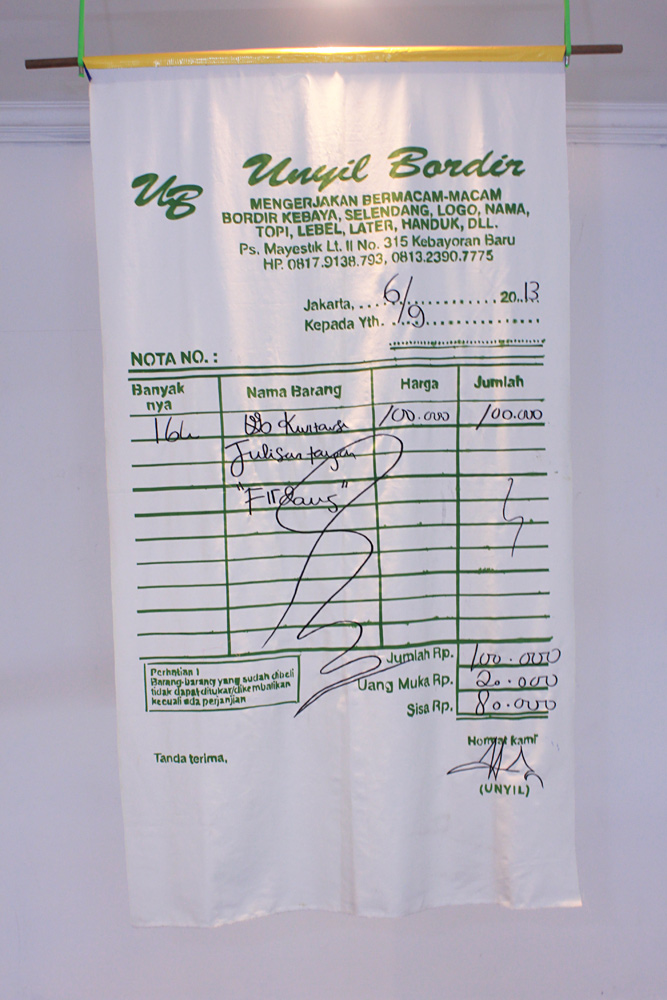 UB
Unyil Bordir
MENGERJAKAN BERMACAM-MACAM
BORDIR KEBAYA, SELENDANG, LOGO, NAMA,
TOPI, LEBEL, LATER, HANDUK, DLL.
Ps. Mayestik Lt. II No. 315 Kebayoran Baru
HP. 0817.9138.793, 0813.2390.7775
Jakarta, ... 6/9 ............. 20..13
Kepada Yth. ..................
NOTA NO. :
Banyak nya Nama Barang Harga Jumlah
Kwitansi 100.000 100.000
Tulisan tangan
"Firdaus"
Jumlah Rp. 100.000
Uang Muka Rp. 20.000
Sisa Rp. 80.000
Perhatian !
Barang-barang yang sudah dibeli
tidak dapat ditukar/dikembalikan
kecuali ada perjanjian
Tanda terima,
Hormat kami
(UNYIL)